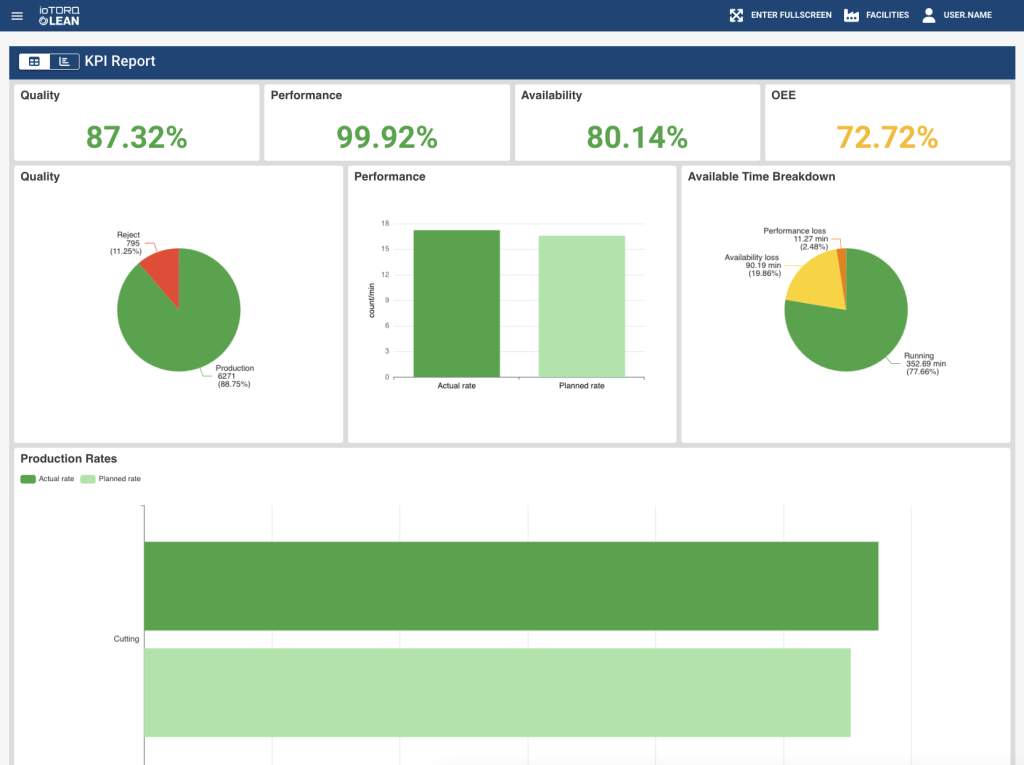 ioTORQ
LEAN
ENTER FULLSCREEN
FACILITIES
USER.NAME
KPI Report
Quality
87.32%
Performance
99.92%
Availability
80.14%
OEE
72.72%
Quality
Reject
795
(11.25%)
Production
6271
(88.75%)
Performance
18
15
12
9
6
3
0
count/min
Actual rate
Planned rate
Available Time Breakdown
Performance loss
11.27 min
(2.48%)
Availability loss
90.19 min
(19.86%)
Running
352.69 min
(77.66%)
Production Rates
Actual rate
Planned rate
Cutting